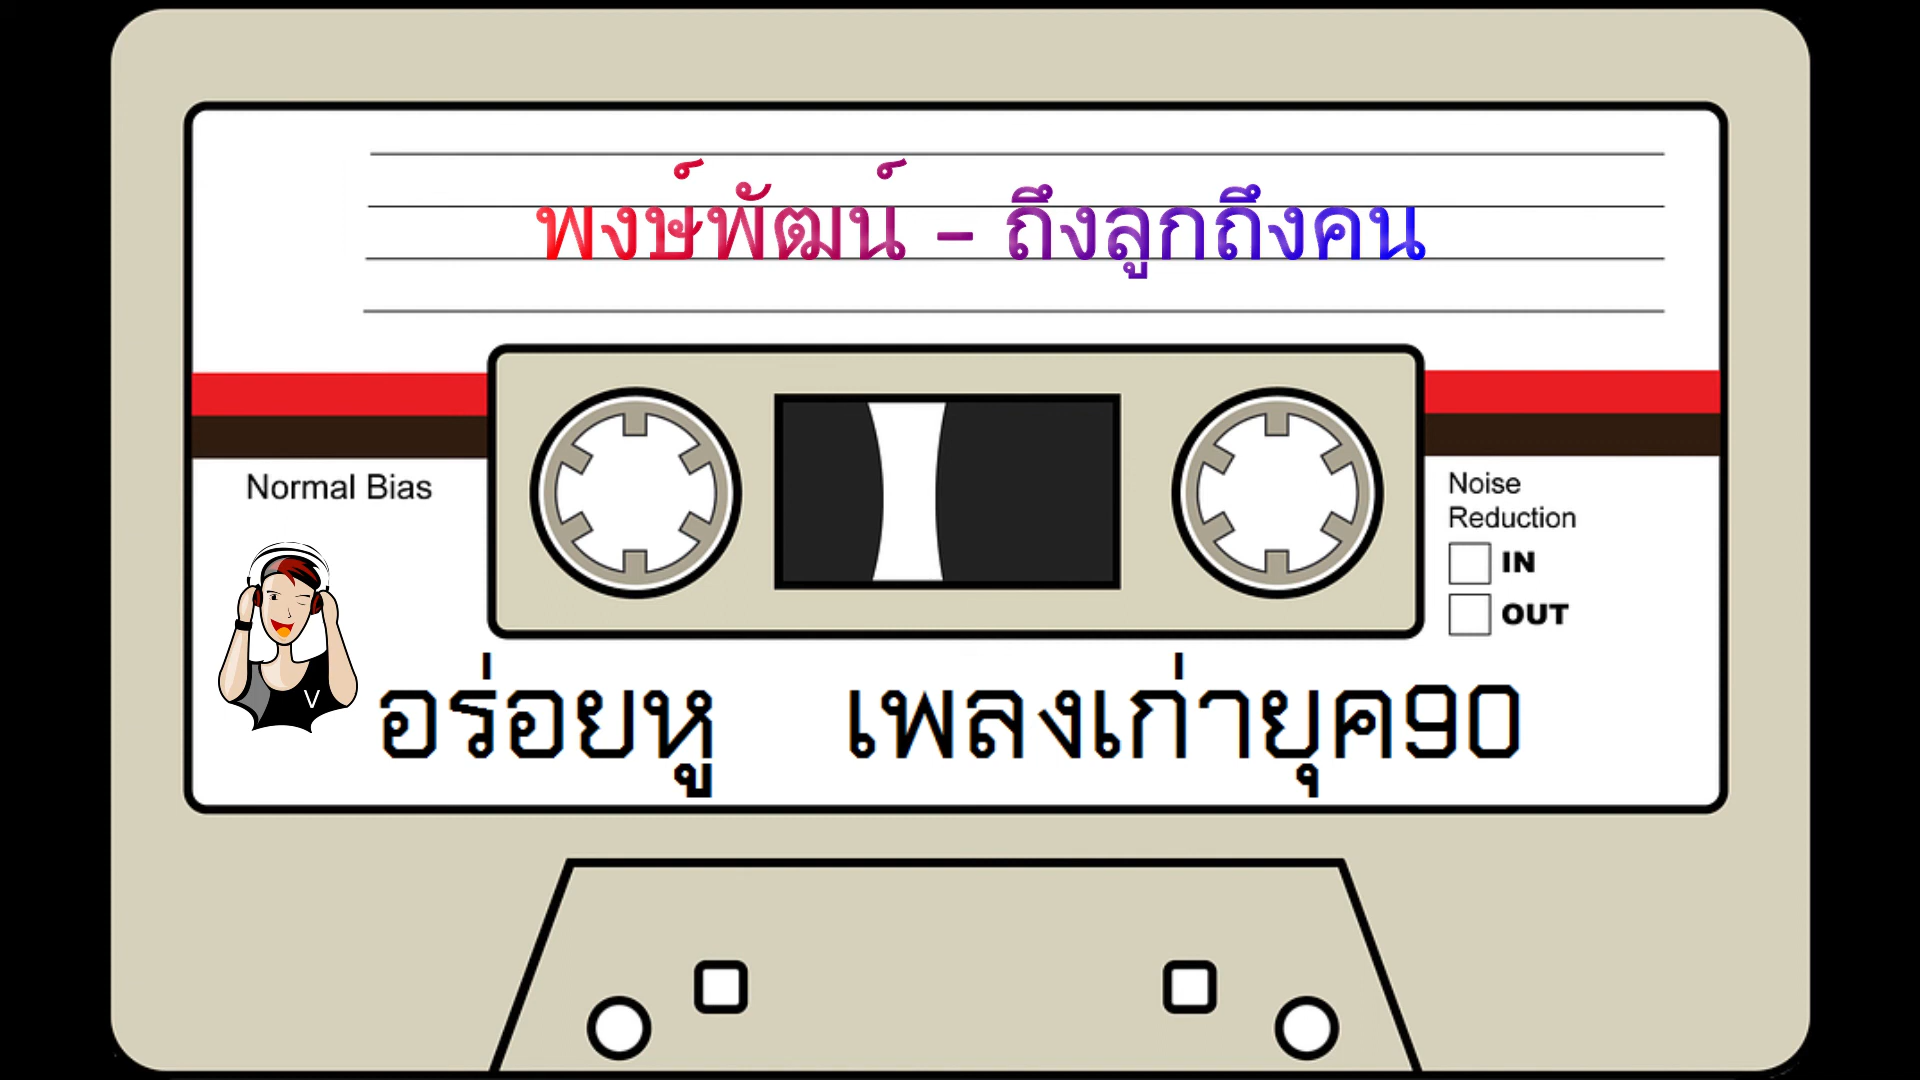 พงษ์พัฒน์ – ถึงลูกถึงคน
Normal Bias
Noise
Reduction
IN
OUT
V
อร่อยหู เพลงเก่ายุค90